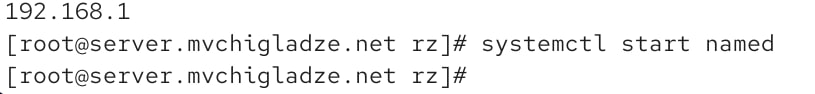 192.168.1
[root@server.mvchigladze.net rz]# systemctl start named
[root@server.mvchigladze.net rz]#